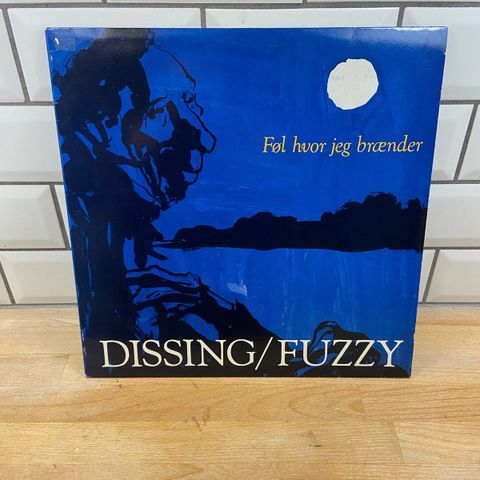 Føl hvor jeg brænder
DISSING/FUZZY